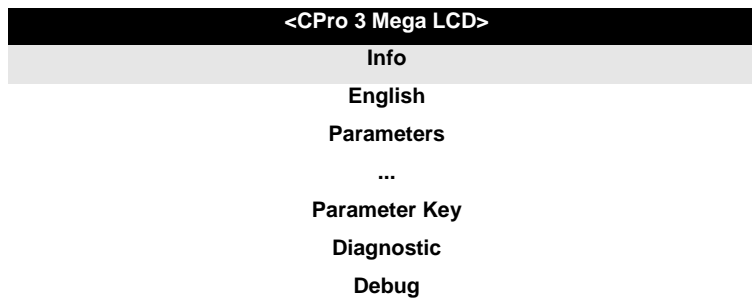 <CPro 3 Mega LCD>
Info
English
Parameters
...
Parameter Key
Diagnostic
Debug